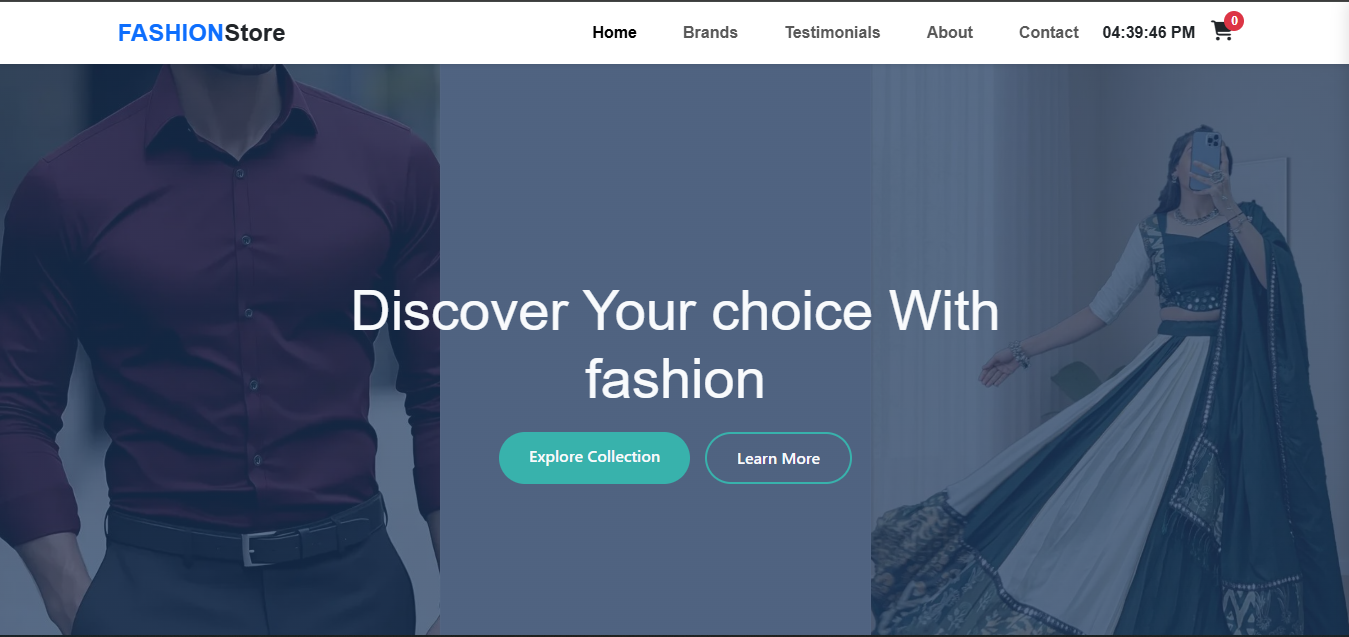 FASHIONStore
Home
Brands
Testimonials
About
Contact
04:39:46 PM
0
Discover Your choice With
fashion
Explore Collection
Learn More